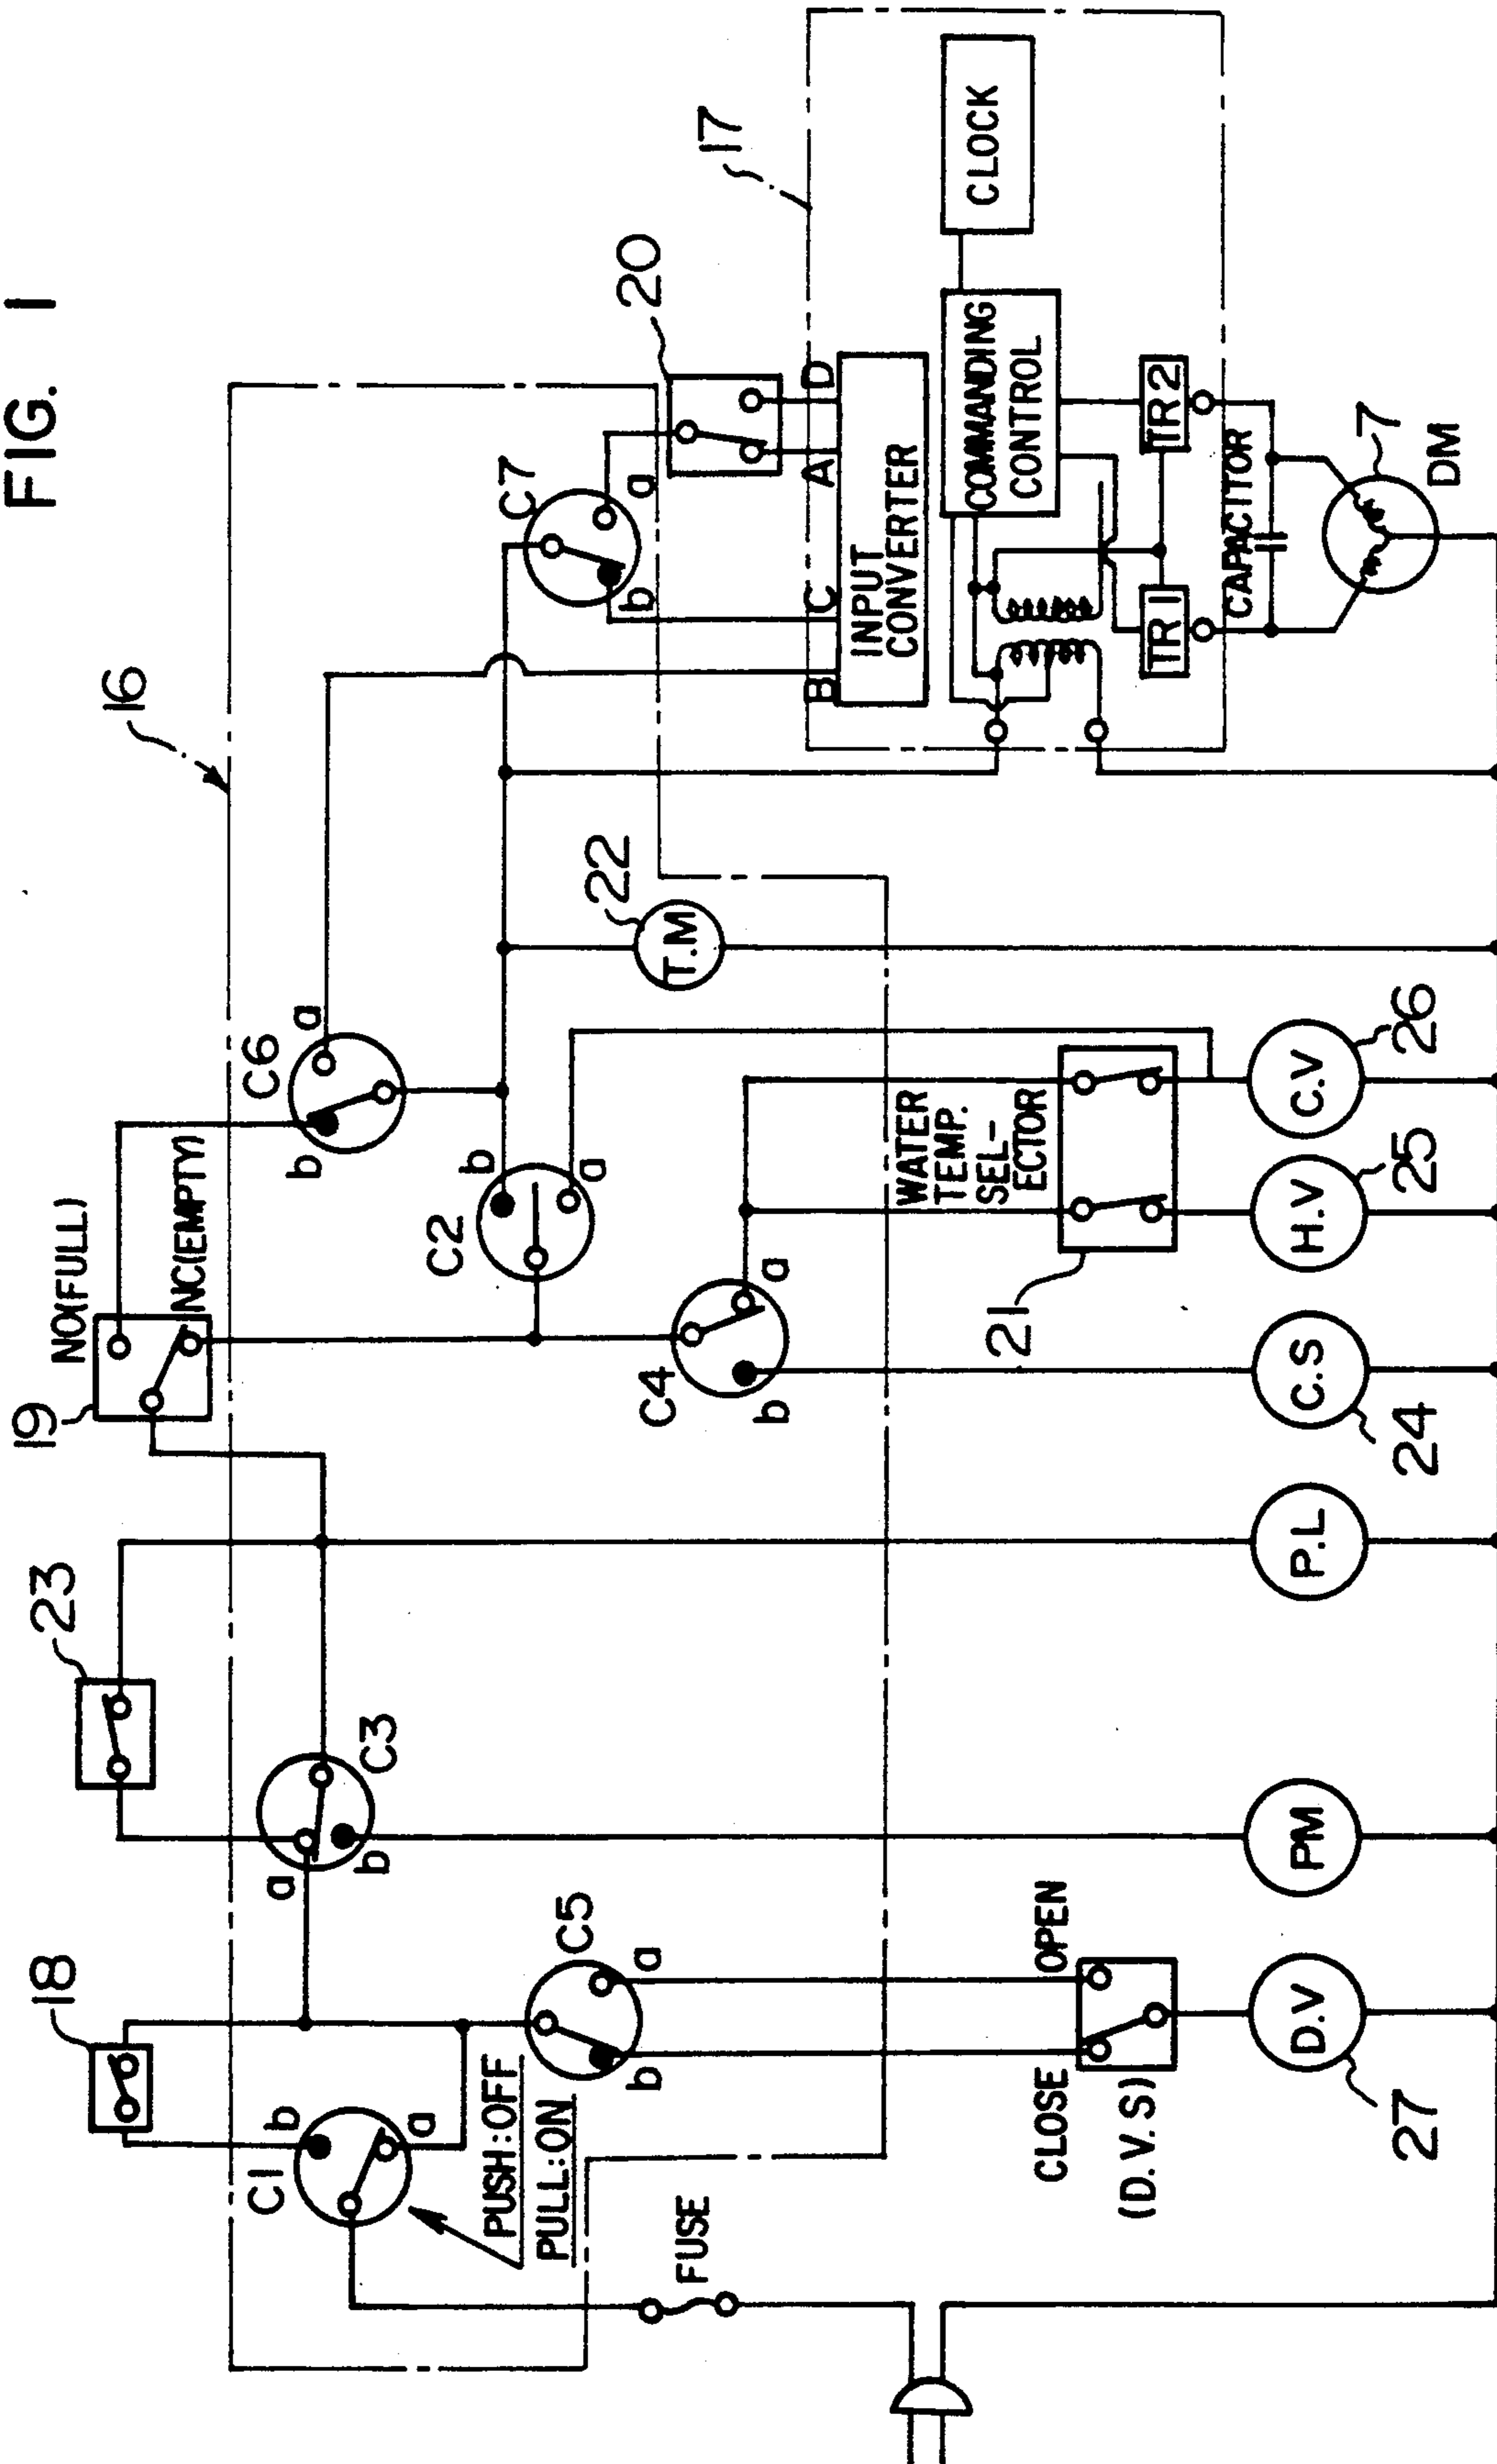 FIG. 1
16
17
18
23
19
NO(FULL)
NC(EMPTY)
C1
b
a
PUSH:OFF
PULL:ON
C3
a
b
C5
a
b
C6
a
b
C2
b
a
C4
a
b
C7
a
b
20
22
T.M
B
C
A
D
INPUT
CONVERTER
COMMANDING
CONTROL
CLOCK
TR1
TR2
CAPACITOR
7
DM
WATER
TEMP.
SEL-
ECTOR
21
FUSE
CLOSE
OPEN
(D.V.S)
D.V
27
PM
P.L
C.S
24
H.V
25
C.V
26